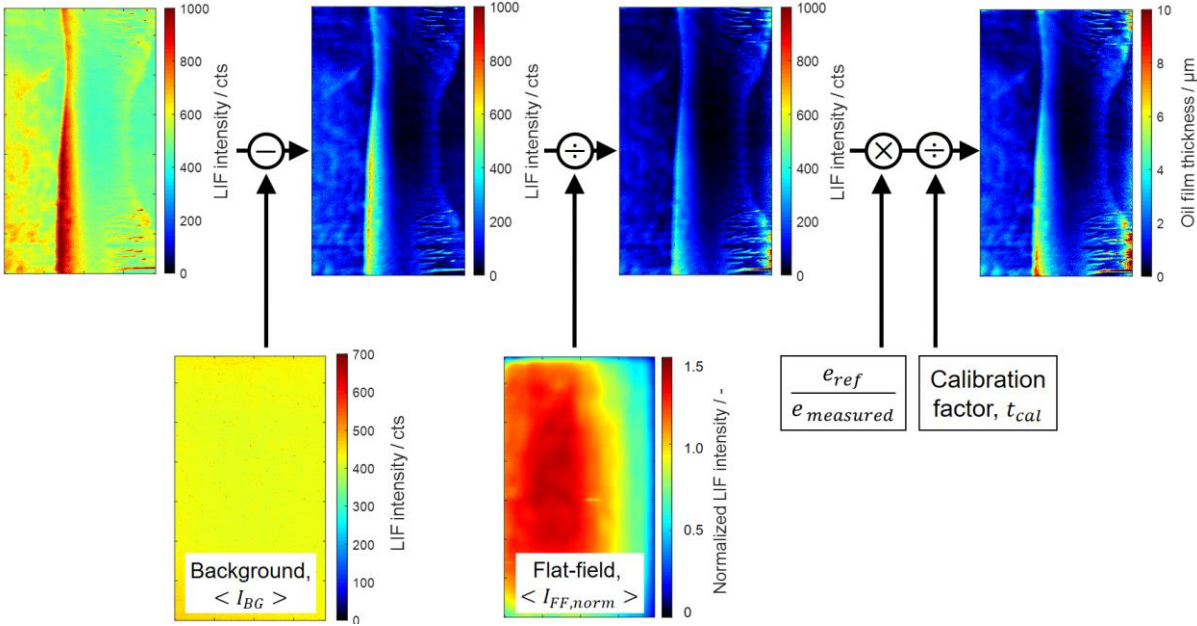 1000
800
600
400
200
0
LIF intensity / cts
−
1000
800
600
400
200
0
LIF intensity / cts
÷
1000
800
600
400
200
0
LIF intensity / cts
×
÷
10
8
6
4
2
0
Oil film thickness / µm
700
600
500
400
300
200
100
0
LIF intensity / cts
Background,
< I_BG >
1.5
1.0
0.5
0
Normalized LIF intensity / -
Flat-field,
< I_FF,norm >
e_ref
e_measured
Calibration
factor, t_cal